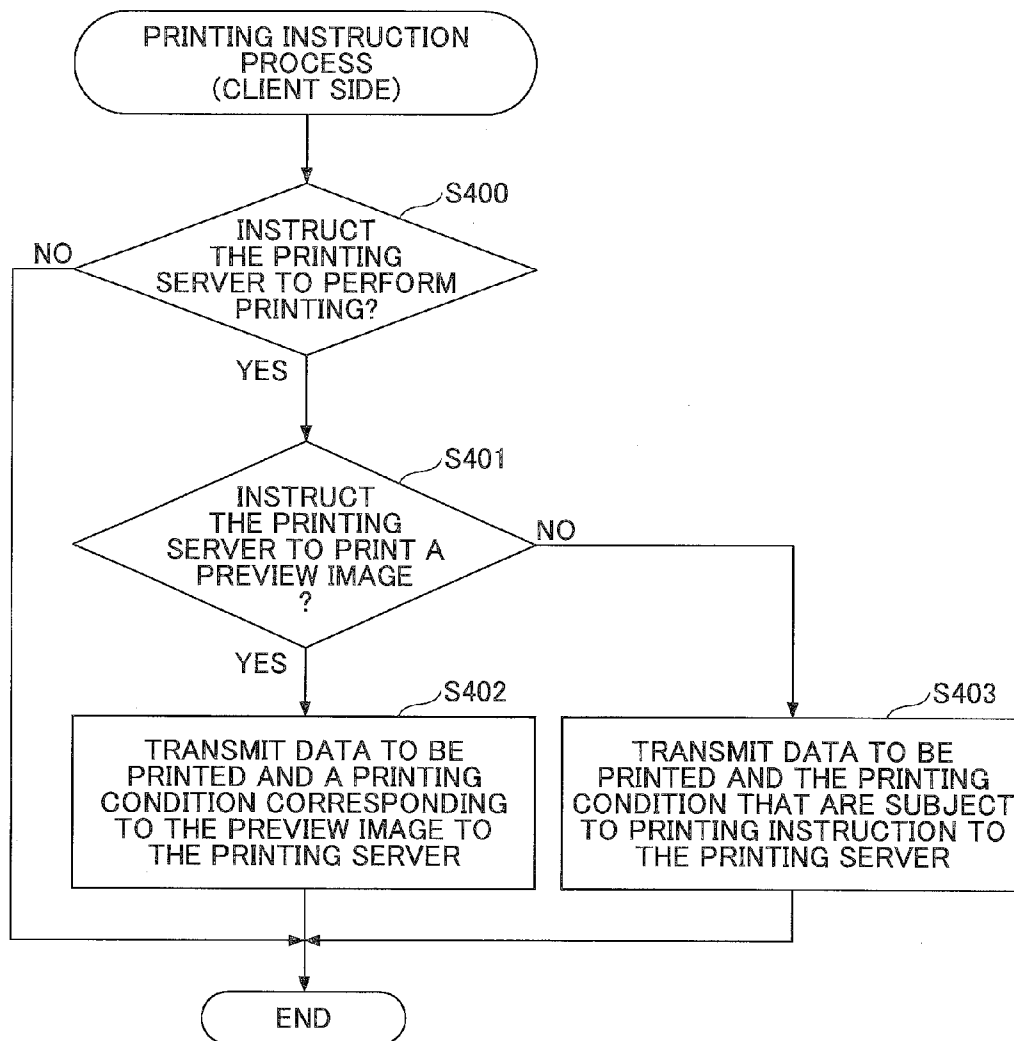 PRINTING INSTRUCTION
PROCESS
(CLIENT SIDE)
S400
INSTRUCT
THE PRINTING
SERVER TO PERFORM
PRINTING?
NO
YES
S401
INSTRUCT
THE PRINTING
SERVER TO PRINT A
PREVIEW IMAGE
?
NO
YES
S402
TRANSMIT DATA TO BE
PRINTED AND A PRINTING
CONDITION CORRESPONDING
TO THE PREVIEW IMAGE TO
THE PRINTING SERVER
S403
TRANSMIT DATA TO BE
PRINTED AND THE PRINTING
CONDITION THAT ARE SUBJECT
TO PRINTING INSTRUCTION TO
THE PRINTING SERVER
END